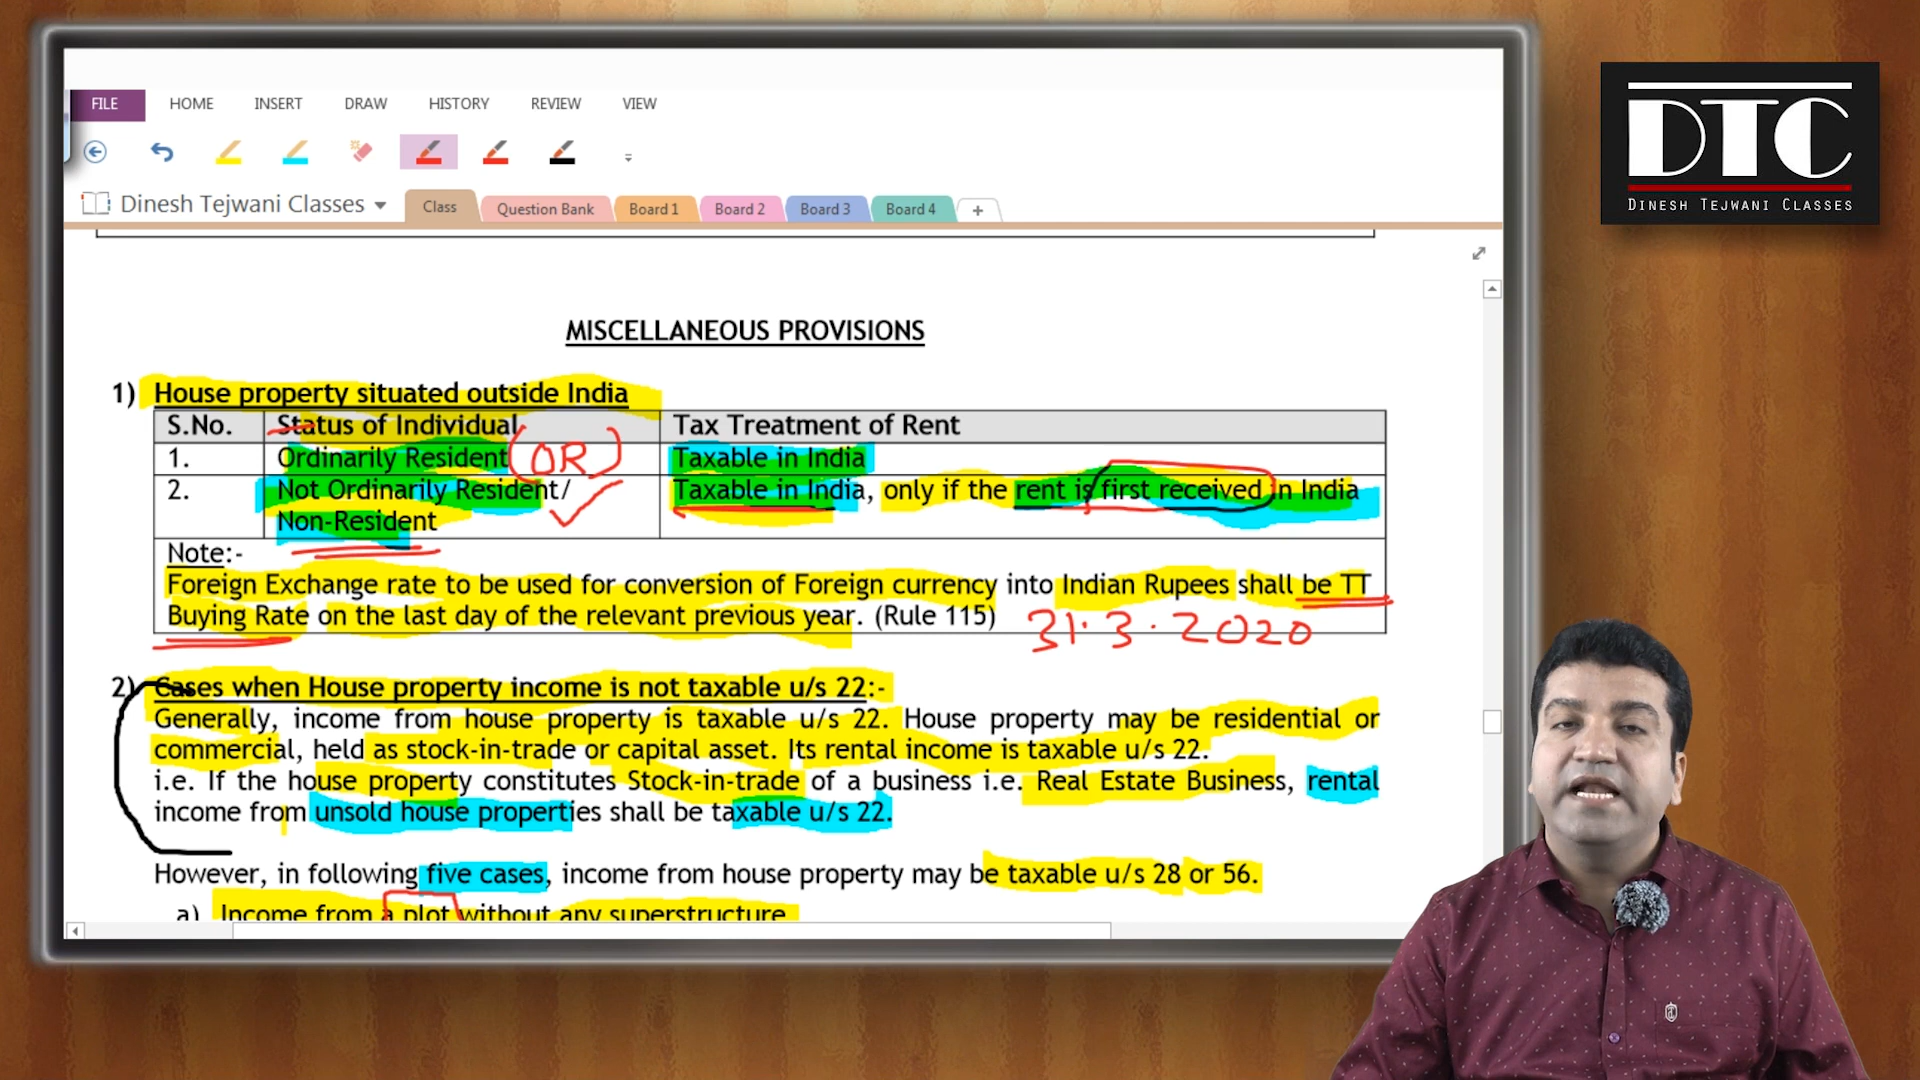 FILE HOME INSERT DRAW HISTORY REVIEW VIEW
DTC
DINESH TEJWANI CLASSES
Dinesh Tejwani Classes Class Question Bank Board 1 Board 2 Board 3 Board 4 +
MISCELLANEOUS PROVISIONS
1) House property situated outside India
S.No. Status of Individual Tax Treatment of Rent
1. Ordinarily Resident (OR) Taxable in India
2. Not Ordinarily Resident/ Taxable in India, only if the rent is first received in India
Non-Resident
Note:-
Foreign Exchange rate to be used for conversion of Foreign currency into Indian Rupees shall be TT
Buying Rate on the last day of the relevant previous year. (Rule 115) 31.3.2020
2) Cases when House property income is not taxable u/s 22:-
Generally, income from house property is taxable u/s 22. House property may be residential or
commercial, held as stock-in-trade or capital asset. Its rental income is taxable u/s 22.
i.e. If the house property constitutes Stock-in-trade of a business i.e. Real Estate Business, rental
income from unsold house properties shall be taxable u/s 22.
However, in following five cases, income from house property may be taxable u/s 28 or 56.
a) Income from a plot without any superstructure